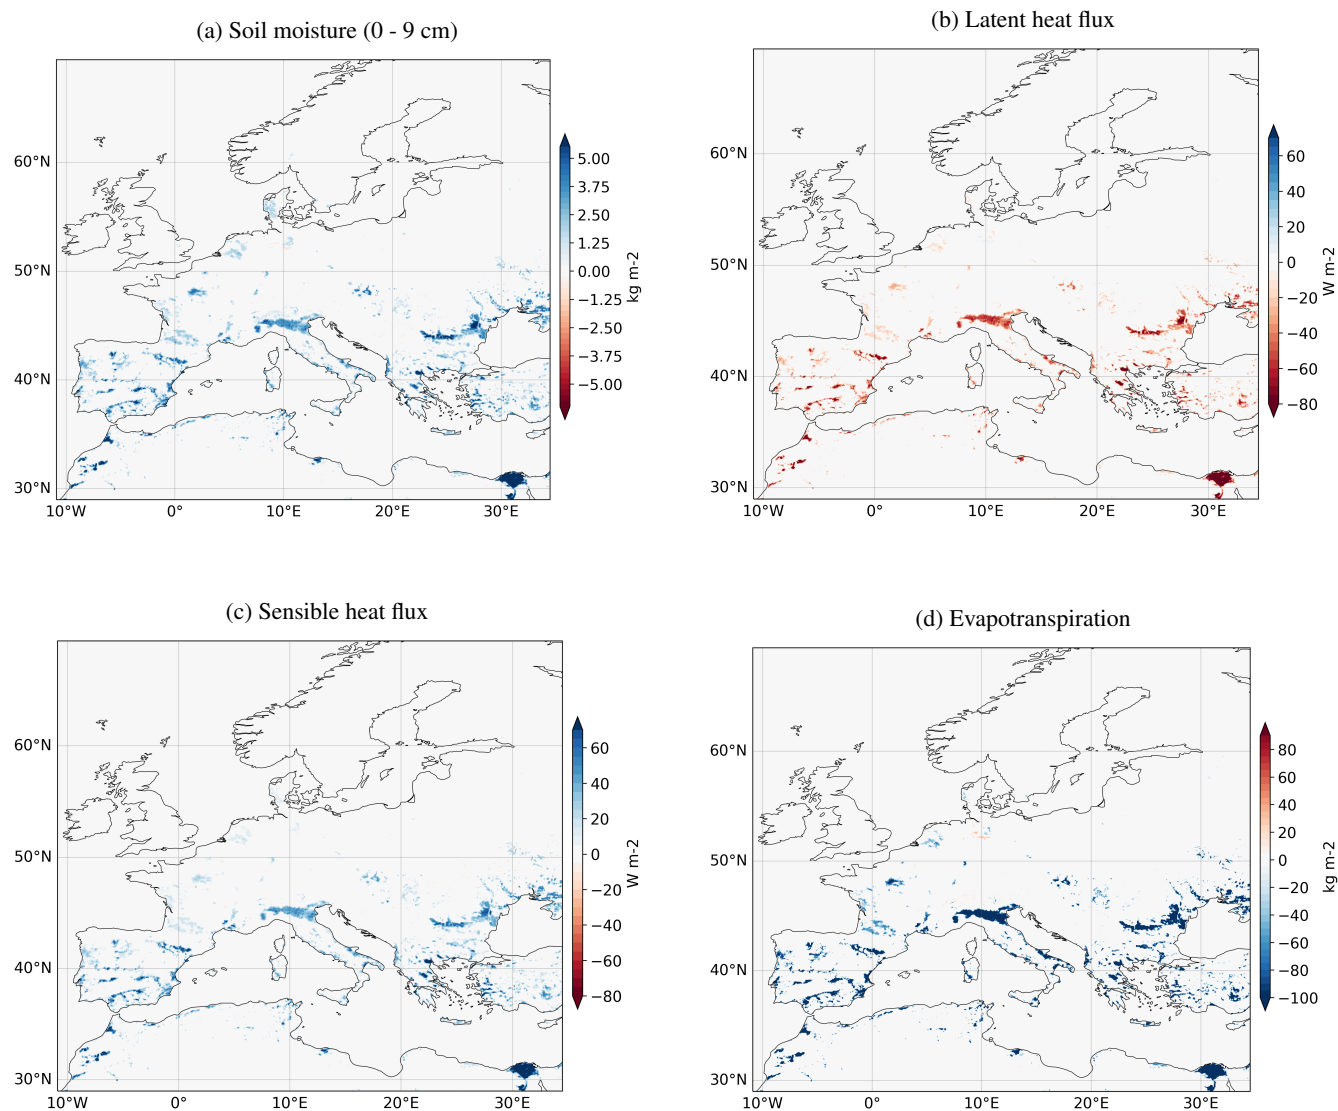 (a) Soil moisture (0 - 9 cm)
60°N
50°N
40°N
30°N
10°W 0° 10°E 20°E 30°E
5.00
3.75
2.50
1.25
0.00
−1.25
−2.50
−3.75
−5.00
kg m-2
(b) Latent heat flux
60°N
50°N
40°N
30°N
10°W 0° 10°E 20°E 30°E
60
40
20
0
−20
−40
−60
−80
W m-2
(c) Sensible heat flux
60°N
50°N
40°N
30°N
10°W 0° 10°E 20°E 30°E
60
40
20
0
−20
−40
−60
−80
W m-2
(d) Evapotranspiration
60°N
50°N
40°N
30°N
10°W 0° 10°E 20°E 30°E
80
60
40
20
0
−20
−40
−60
−80
−100
kg m-2